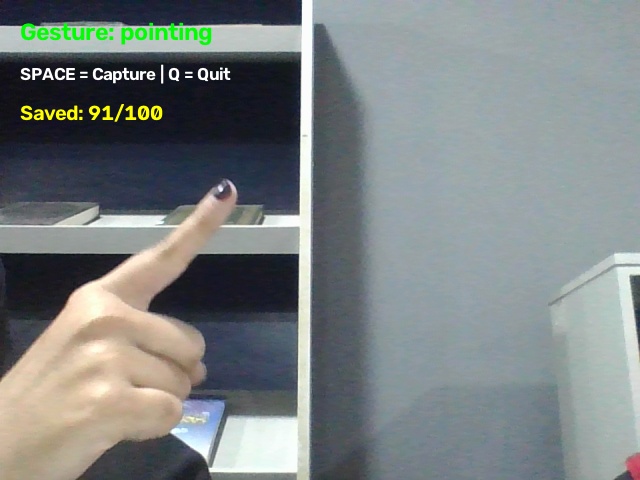 Gesture: pointing
SPACE = Capture | Q = Quit
Saved: 91/100